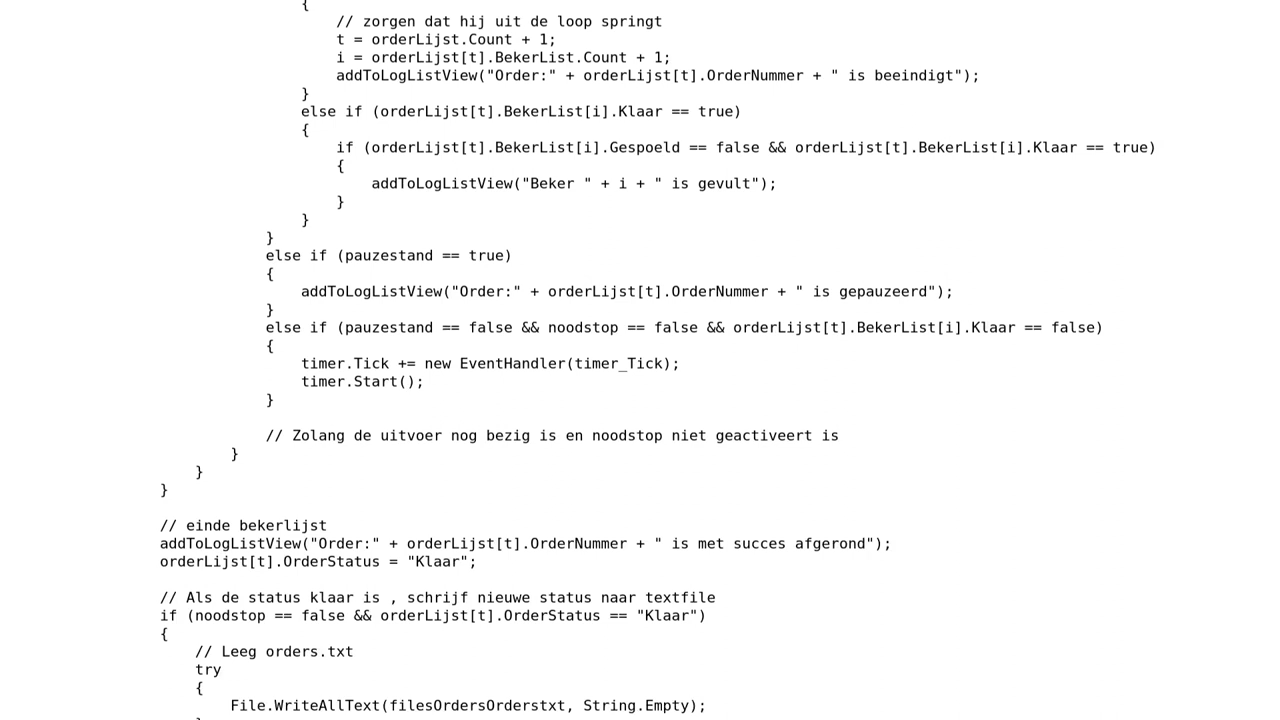 {
// zorgen dat hij uit de loop springt
t = orderLijst.Count + 1;
i = orderLijst[t].BekerList.Count + 1;
addToLogListView("Order:" + orderLijst[t].OrderNummer + " is beeindigt");
}
else if (orderLijst[t].BekerList[i].Klaar == true)
{
if (orderLijst[t].BekerList[i].Gespoeld == false && orderLijst[t].BekerList[i].Klaar == true)
{
addToLogListView("Beker " + i + " is gevult");
}
}
}
else if (pauzestand == true)
{
addToLogListView("Order:" + orderLijst[t].OrderNummer + " is gepauzeerd");
}
else if (pauzestand == false && noodstop == false && orderLijst[t].BekerList[i].Klaar == false)
{
timer.Tick += new EventHandler(timer_Tick);
timer.Start();
}
// Zolang de uitvoer nog bezig is en noodstop niet geactiveert is
}
}
}
// einde bekerlijst
addToLogListView("Order:" + orderLijst[t].OrderNummer + " is met succes afgerond");
orderLijst[t].OrderStatus = "Klaar";
// Als de status klaar is , schrijf nieuwe status naar textfile
if (noodstop == false && orderLijst[t].OrderStatus == "Klaar")
{
// Leeg orders.txt
try
{
File.WriteAllText(filesOrdersOrderstxt, String.Empty);